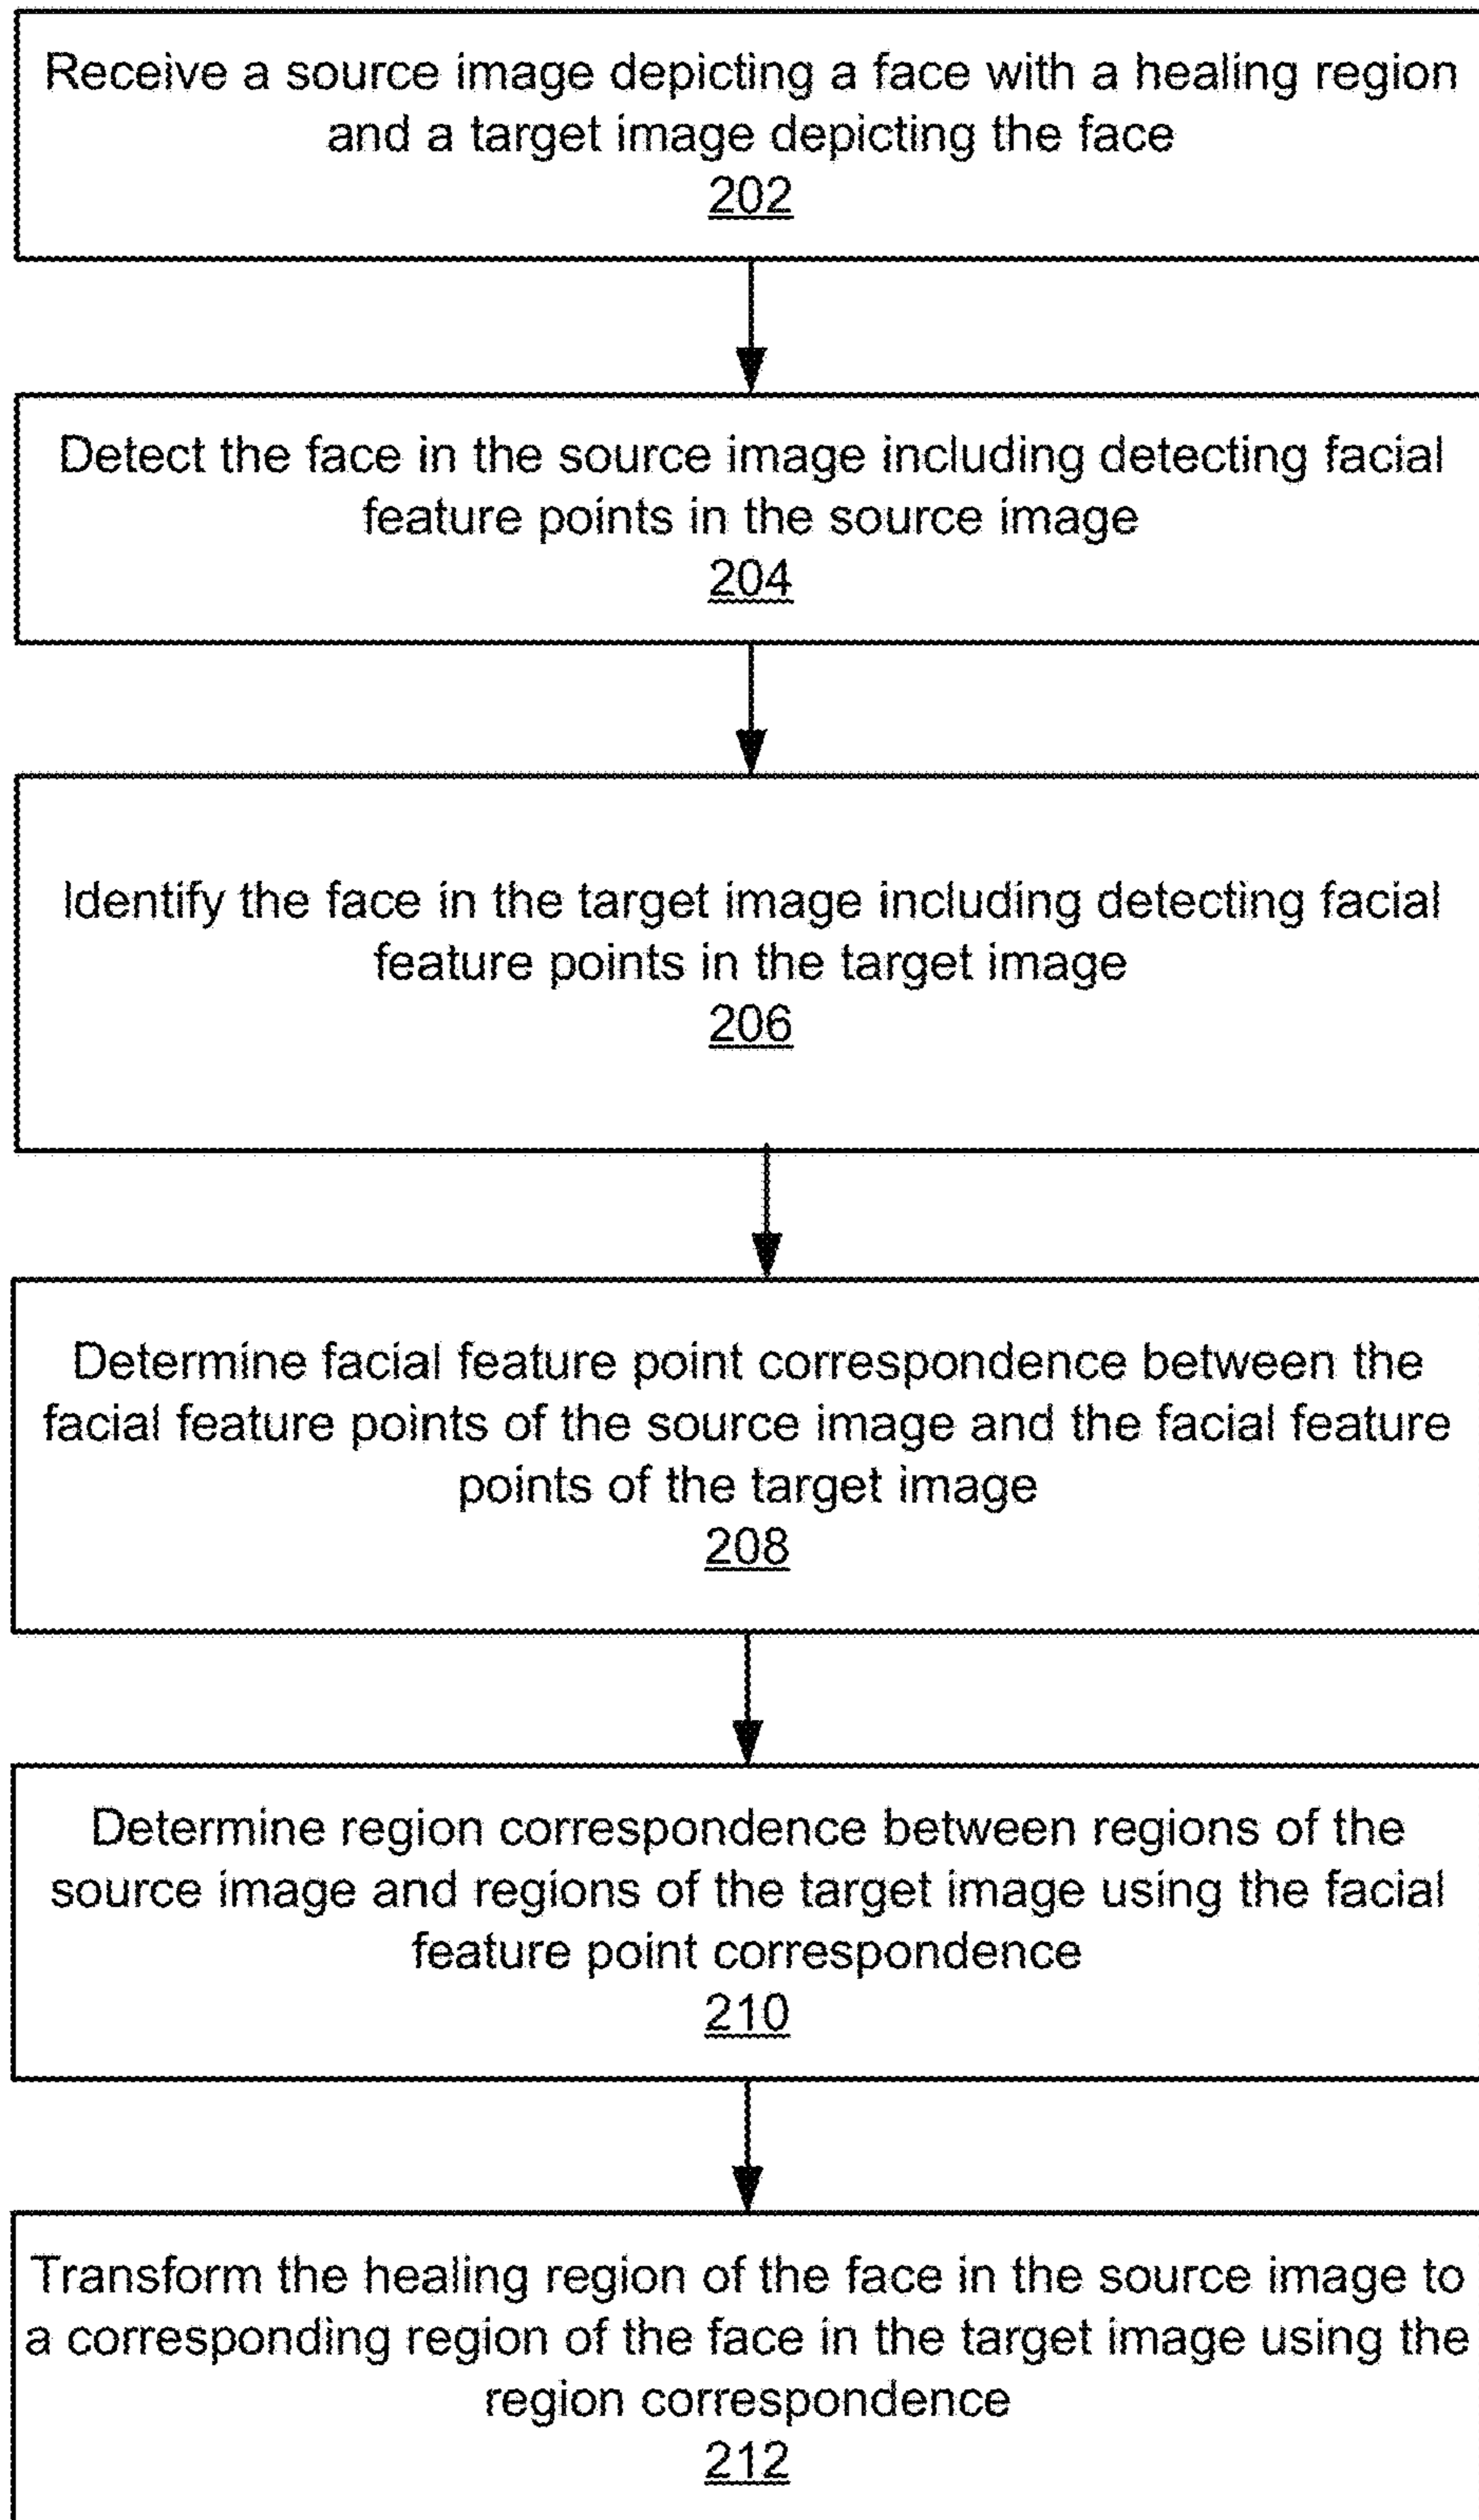 Receive a source image depicting a face with a healing region
and a target image depicting the face
202
Detect the face in the source image including detecting facial
feature points in the source image
204
Identify the face in the target image including detecting facial
feature points in the target image
206
Determine facial feature point correspondence between the
facial feature points of the source image and the facial feature
points of the target image
208
Determine region correspondence between regions of the
source image and regions of the target image using the facial
feature point correspondence
210
Transform the healing region of the face in the source image to
a corresponding region of the face in the target image using the
region correspondence
212